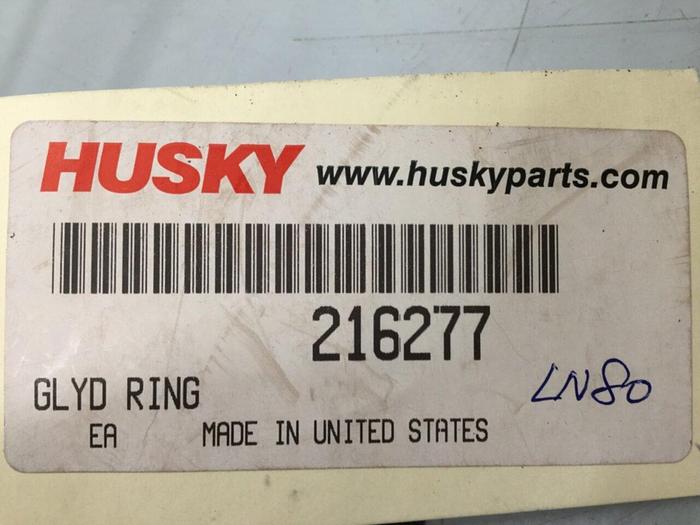 HUSKY www.huskyparts.com
216277
GLYD RING
LN80
EA MADE IN UNITED STATES